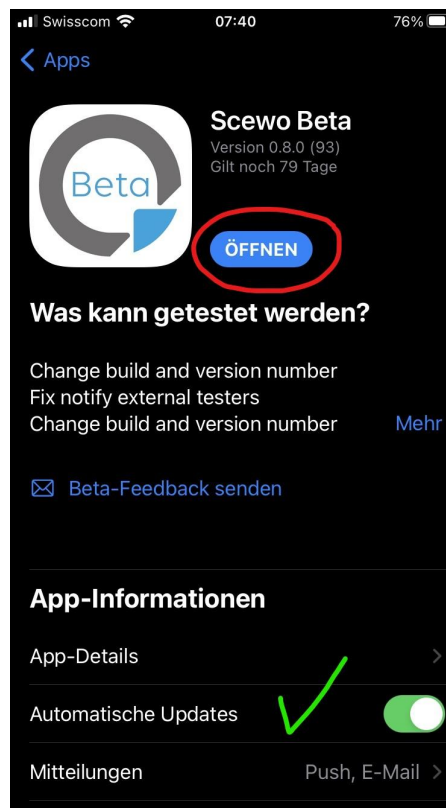 Swisscom 07:40 76%
Apps
Beta
Scewo Beta
Version 0.8.0 (93)
Gilt noch 79 Tage
ÖFFNEN
Was kann getestet werden?
Change build and version number
Fix notify external testers
Change build and version number Mehr
Beta-Feedback senden
App-Informationen
App-Details
Automatische Updates
Mitteilungen Push, E-Mail